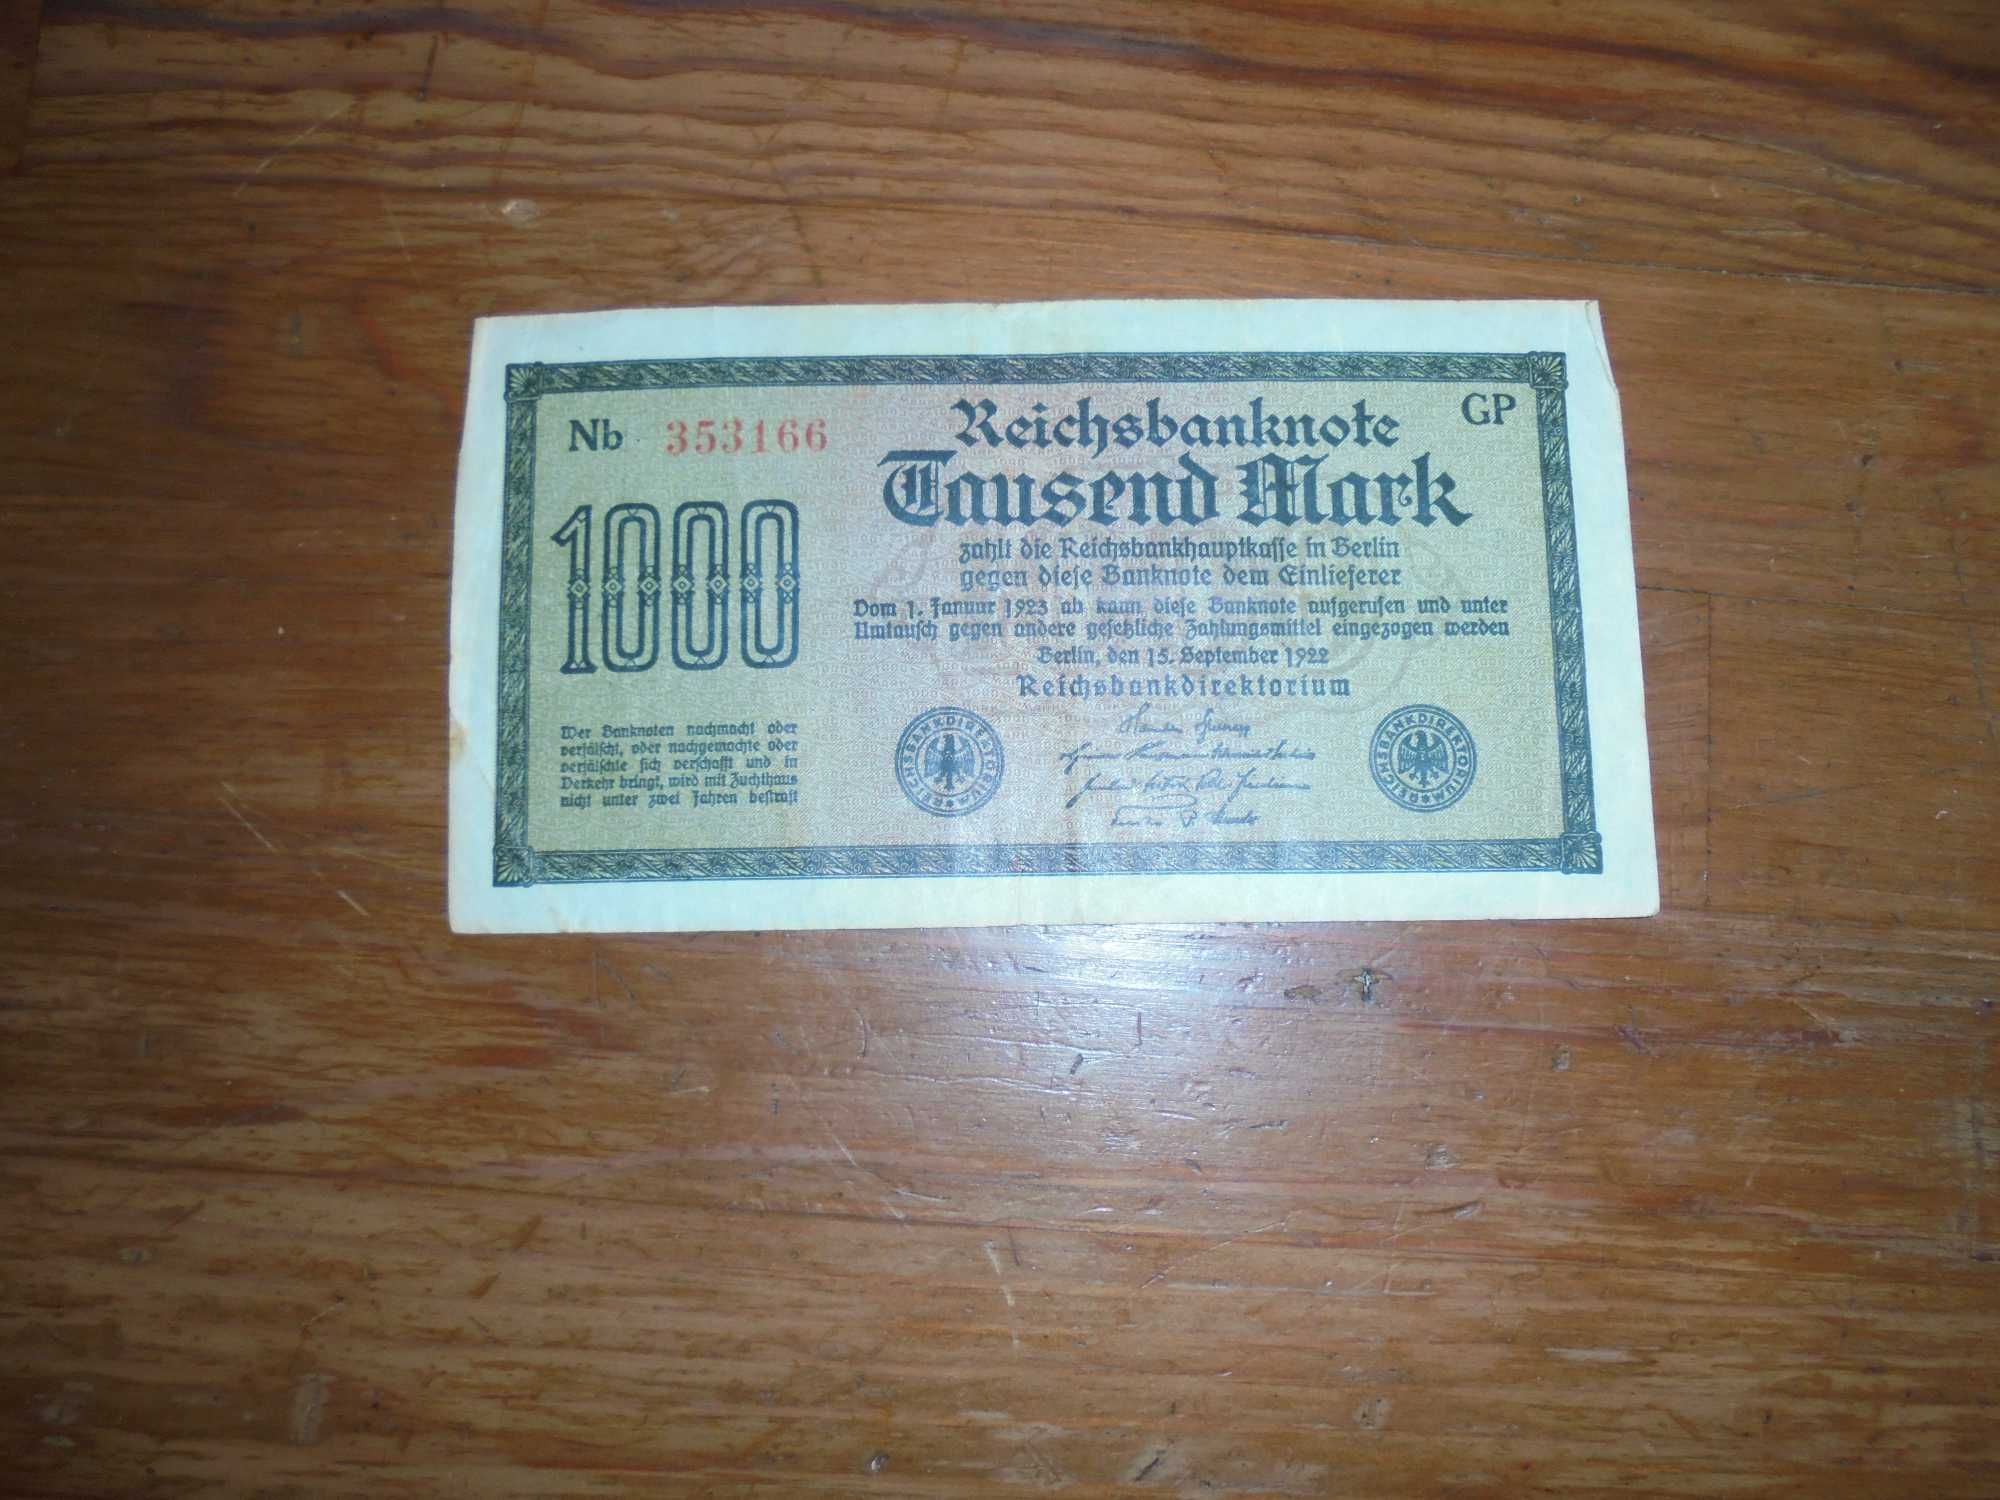 Nb 353166
Reichsbanknote
GP
Tausend Mark
1000
zahlt die Reichsbankhauptkasse in Berlin
gegen diese Banknote dem Einlieferer
Vom 1. Januar 1923 ab kann diese Banknote aufgerufen und unter
Umtausch gegen andere gesetzliche Zahlungsmittel eingezogen werden
Berlin, den 15. September 1922
Reichsbankdirektorium
Wer Banknoten nachmacht oder
verfälscht, oder nachgemachte oder
verfälschte sich verschafft und in
Verkehr bringt, wird mit Zuchthaus
nicht unter zwei Jahren bestraft
REICHSBANKDIREKTORIUM
REICHSBANKDIREKTORIUM